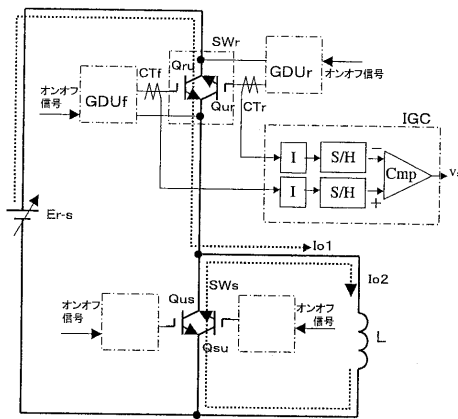 SWr
CTf
Qru
GDUr
オンオフ信号
オンオフ
信号
GDUf
Qur
CTr
IGC
I
S/H
−
Cmp
I
S/H
+
Er-s
Io1
Io2
オンオフ
信号
Qus
SWs
オンオフ
信号
Qsu
L